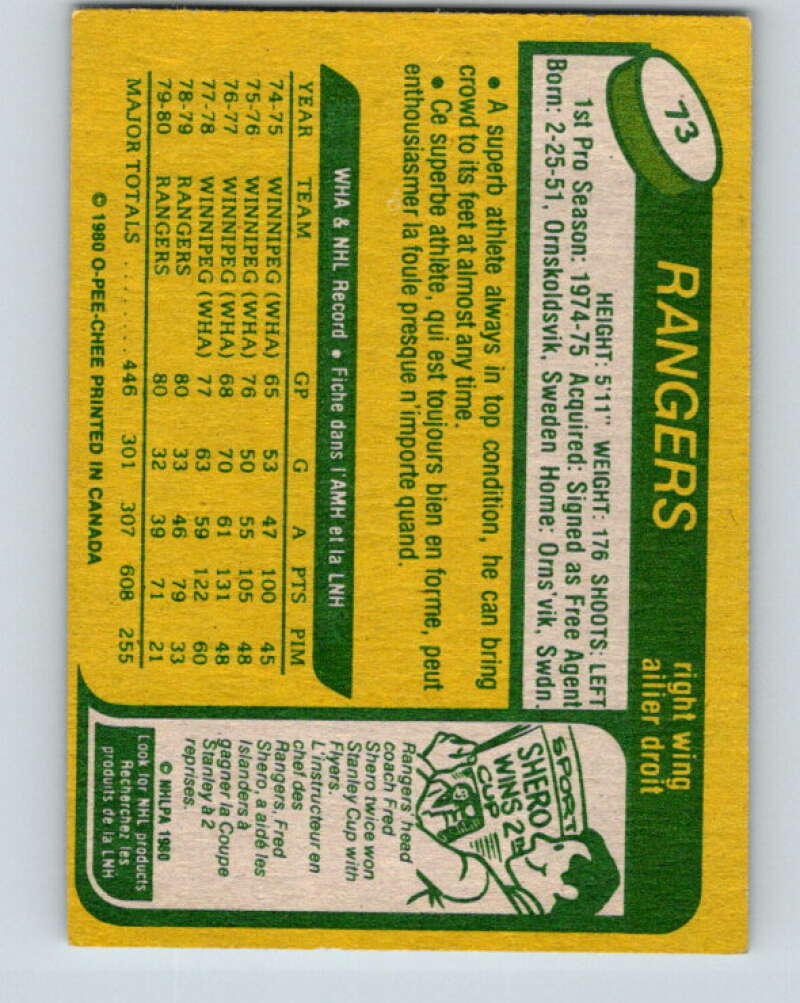 73
RANGERS
right wing
ailier droit
HEIGHT: 5'11" WEIGHT: 176 SHOOTS: LEFT
1st Pro Season: 1974-75 Acquired: Signed as Free Agent
Born: 2-25-51, Ornskoldsvik, Sweden Home: Orns'vik, Swdn.
• A superb athlete always in top condition, he can bring
crowd to its feet at almost any time.
• Ce superbe athlète, qui est toujours bien en forme, peut
enthousiasmer la foule presque n'importe quand.
WHA & NHL Record • Fiche dans l'AMH et la LNH
YEAR TEAM GP G A PTS PIM
74-75 WINNIPEG (WHA) 65 53 47 100 45
75-76 WINNIPEG (WHA) 76 50 55 105 48
76-77 WINNIPEG (WHA) 68 70 61 131 48
77-78 WINNIPEG (WHA) 77 63 59 122 60
78-79 RANGERS 80 33 46 79 33
79-80 RANGERS 80 32 39 71 21
MAJOR TOTALS ........ 446 301 307 608 255
© 1980 O-PEE-CHEE PRINTED IN CANADA
SPORT
SHERO
WINS 2nd
CUP
Rangers' head
coach Fred
Shero twice won
Stanley Cup with
Flyers.
L'instructeur en
chef des
Rangers, Fred
Shero, a aidé les
Islanders à
gagner la Coupe
Stanley à 2
reprises.
© NHLPA 1980
Look for NHL products
Recherchez les
produits de la LNH